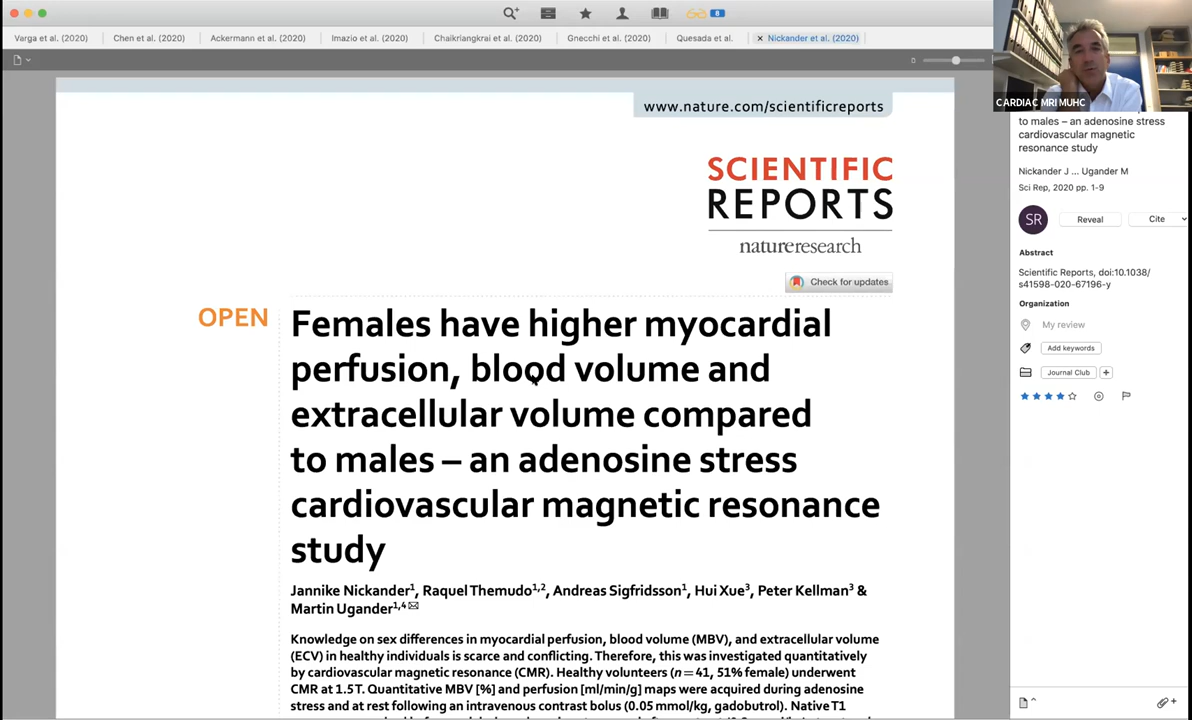 8
Varga et al. (2020)
Chen et al. (2020)
Ackermann et al. (2020)
Imazio et al. (2020)
Chaikriangkrai et al. (2020)
Gnecchi et al. (2020)
Quesada et al.
× Nickander et al. (2020)
CARDIAC MRI MUHC
www.nature.com/scientificreports
SCIENTIFIC
REPORTS
natureresearch
Check for updates
OPEN
Females have higher myocardial
perfusion, blood volume and
extracellular volume compared
to males – an adenosine stress
cardiovascular magnetic resonance
study
Jannike Nickander1, Raquel Themudo1,2, Andreas Sigfridsson1, Hui Xue3, Peter Kellman3 &
Martin Ugander1,4✉
Knowledge on sex differences in myocardial perfusion, blood volume (MBV), and extracellular volume
(ECV) in healthy individuals is scarce and conflicting. Therefore, this was investigated quantitatively
by cardiovascular magnetic resonance (CMR). Healthy volunteers (n = 41, 51% female) underwent
CMR at 1.5 T. Quantitative MBV [%] and perfusion [ml/min/g] maps were acquired during adenosine
stress and at rest following an intravenous contrast bolus (0.05 mmol/kg, gadobutrol). Native T1
to males – an adenosine stress
cardiovascular magnetic
resonance study
Nickander J ... Ugander M
Sci Rep, 2020 pp. 1-9
SR
Reveal
Cite
Abstract
Scientific Reports, doi:10.1038/
s41598-020-67196-y
Organization
My review
Add keywords
Journal Club
+